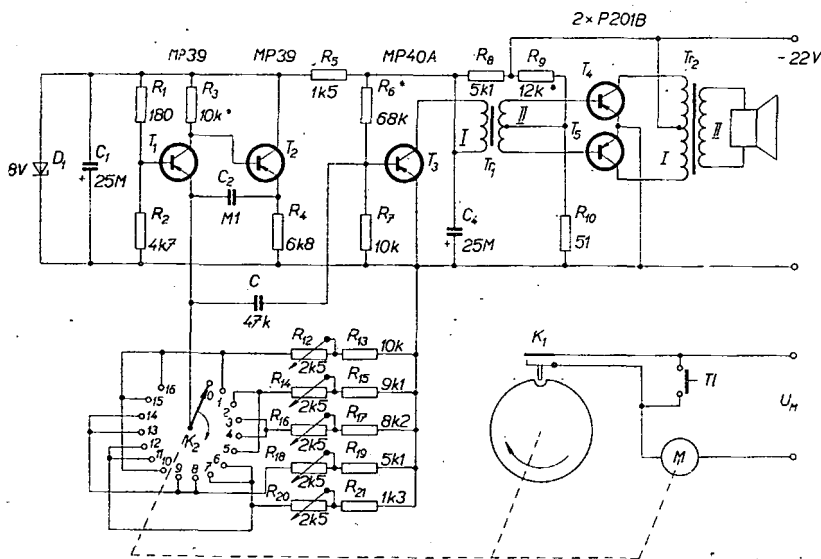 2×P201B
MP39 MP39 MP40A
R5
1k5
R8
5k1
R9
12k*
T4
Tr2
-22V
R1
180
R3
10k*
R6*
68k
I
II
Tr1
T5
I
II
8V
D1
C1
+ 25M
T1
T2
T3
C2
M1
R2
4k7
R4
6k8
R7
10k
C4
+ 25M
R10
51
C
47k
R12
2k5
R13
10k
R14
2k5
R15
9k1
R16
2k5
R17
8k2
R18
2k5
R19
5k1
R20
2k5
R21
1k3
K2
0
1
2
3
4
5
6
7
8
9
10
11
12
13
14
15
16
K1
Tl
UM
M